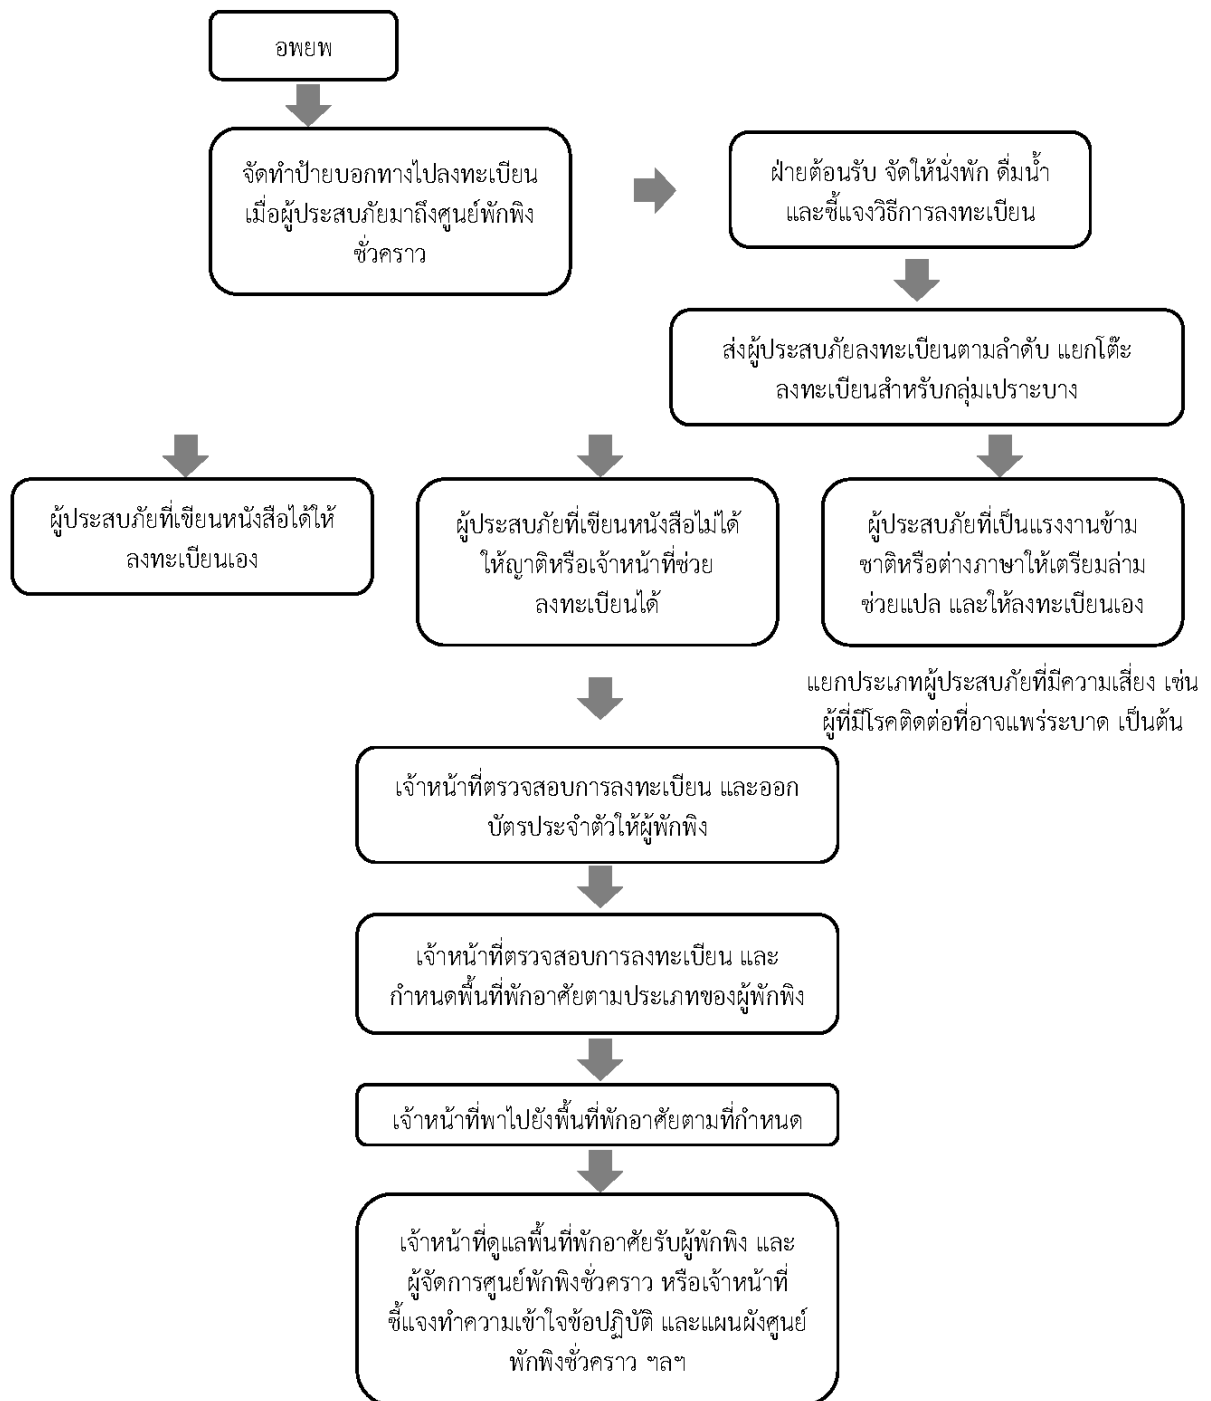 อพยพ
จัดทำป้ายบอกทางไปลงทะเบียน
เมื่อผู้ประสบภัยมาถึงศูนย์พักพิง
ชั่วคราว
ฝ่ายต้อนรับ จัดให้นั่งพัก ดื่มน้ำ
และชี้แจงวิธีการลงทะเบียน
ส่งผู้ประสบภัยลงทะเบียนตามลำดับ แยกโต๊ะ
ลงทะเบียนสำหรับกลุ่มเปราะบาง
ผู้ประสบภัยที่เขียนหนังสือได้ให้
ลงทะเบียนเอง
ผู้ประสบภัยที่เขียนหนังสือไม่ได้
ให้ญาติหรือเจ้าหน้าที่ช่วย
ลงทะเบียนได้
ผู้ประสบภัยที่เป็นแรงงานข้าม
ชาติหรือต่างภาษาให้เตรียมล่าม
ช่วยแปล และให้ลงทะเบียนเอง
แยกประเภทผู้ประสบภัยที่มีความเสี่ยง เช่น
ผู้ที่มีโรคติดต่อที่อาจแพร่ระบาด เป็นต้น
เจ้าหน้าที่ตรวจสอบการลงทะเบียน และออก
บัตรประจำตัวให้ผู้พักพิง
เจ้าหน้าที่ตรวจสอบการลงทะเบียน และ
กำหนดพื้นที่พักอาศัยตามประเภทของผู้พักพิง
เจ้าหน้าที่พาไปยังพื้นที่พักอาศัยตามที่กำหนด
เจ้าหน้าที่ดูแลพื้นที่พักอาศัยรับผู้พักพิง และ
ผู้จัดการศูนย์พักพิงชั่วคราว หรือเจ้าหน้าที่
ชี้แจงทำความเข้าใจข้อปฏิบัติ และแผนผังศูนย์
พักพิงชั่วคราว ฯลฯ